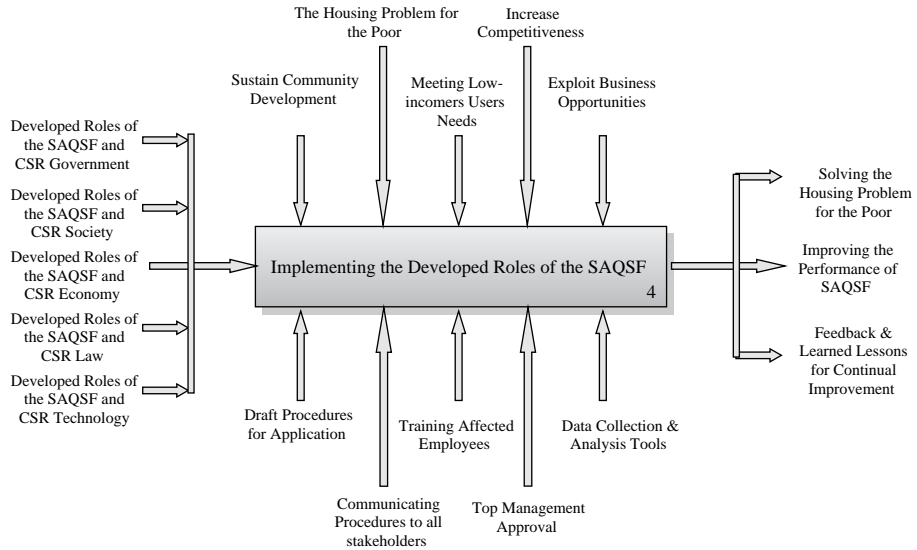 The Housing Problem for
the Poor
Increase
Competitiveness
Sustain Community
Development
Meeting Low-
incomers Users
Needs
Exploit Business
Opportunities
Developed Roles of
the SAQSF and
CSR Government
Developed Roles of
the SAQSF and
CSR Society
Developed Roles of
the SAQSF and
CSR Economy
Developed Roles of
the SAQSF and
CSR Law
Developed Roles of
the SAQSF and
CSR Technology
Implementing the Developed Roles of the SAQSF
4
Solving the
Housing Problem
for the Poor
Improving the
Performance of
SAQSF
Feedback &
Learned Lessons
for Continual
Improvement
Draft Procedures
for Application
Training Affected
Employees
Data Collection &
Analysis Tools
Communicating
Procedures to all
stakeholders
Top Management
Approval